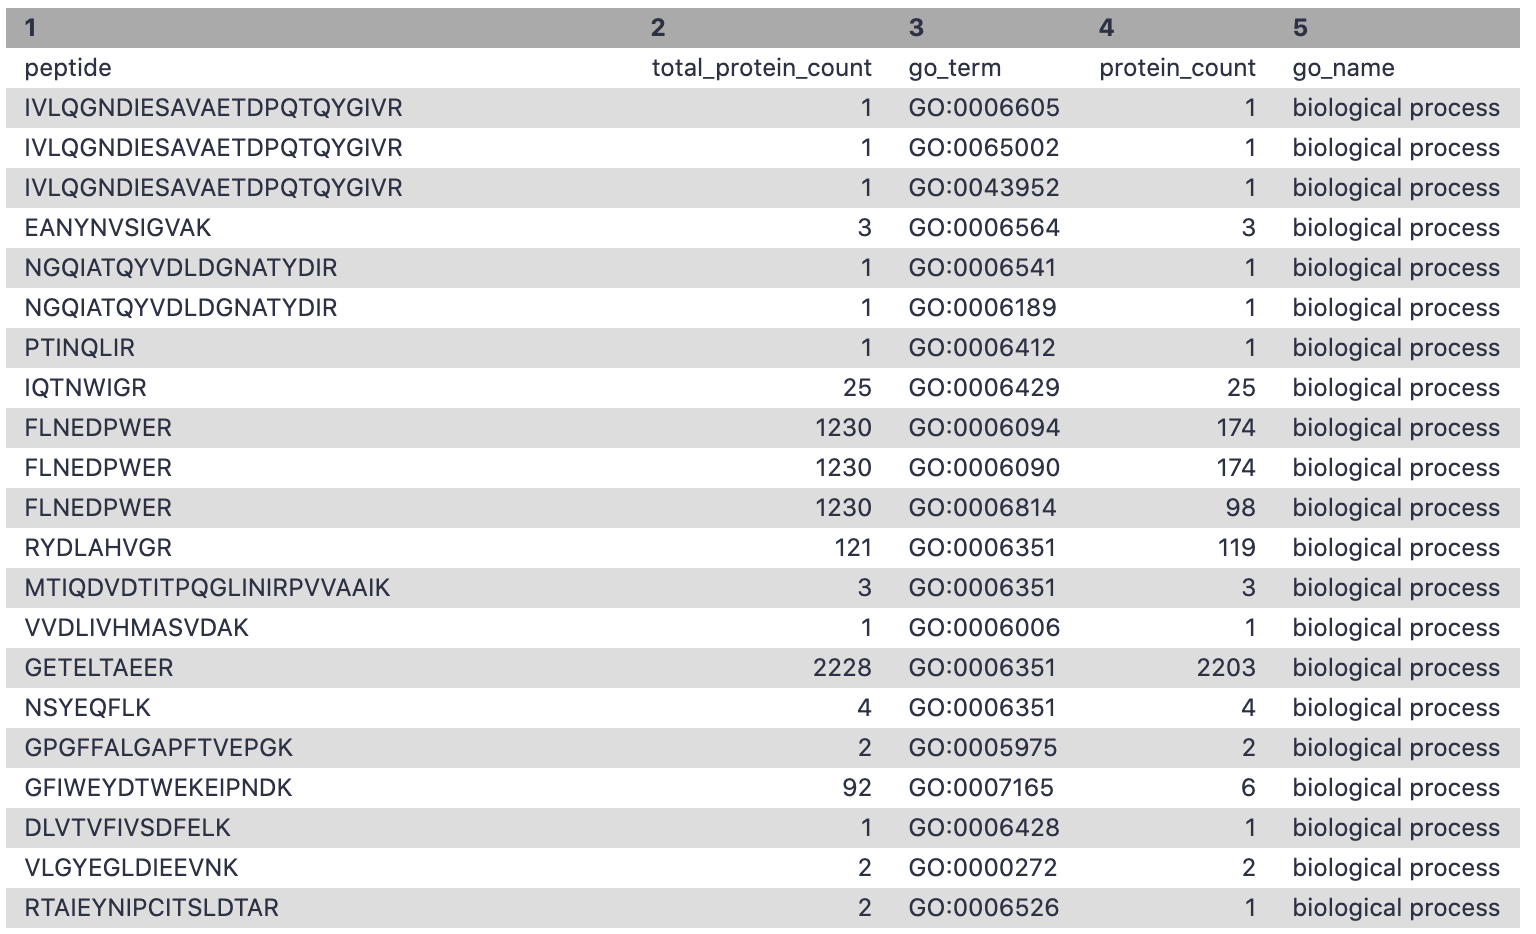 1 2 3 4 5
peptide total_protein_count go_term protein_count go_name
IVLQGNDIESAVAETDPQTQYGIVR 1 GO:0006605 1 biological process
IVLQGNDIESAVAETDPQTQYGIVR 1 GO:0065002 1 biological process
IVLQGNDIESAVAETDPQTQYGIVR 1 GO:0043952 1 biological process
EANYNVSIGVAK 3 GO:0006564 3 biological process
NGQIATQYVDLDGNATYDIR 1 GO:0006541 1 biological process
NGQIATQYVDLDGNATYDIR 1 GO:0006189 1 biological process
PTINQLIR 1 GO:0006412 1 biological process
IQTNWIGR 25 GO:0006429 25 biological process
FLNEDPWER 1230 GO:0006094 174 biological process
FLNEDPWER 1230 GO:0006090 174 biological process
FLNEDPWER 1230 GO:0006814 98 biological process
RYDLAHVGR 121 GO:0006351 119 biological process
MTIQDVDTITPQGLINIRPVVAAIK 3 GO:0006351 3 biological process
VVDLIVHMASVDAK 1 GO:0006006 1 biological process
GETELTAEER 2228 GO:0006351 2203 biological process
NSYEQFLK 4 GO:0006351 4 biological process
GPGFFALGAPFTVEPGK 2 GO:0005975 2 biological process
GFIWEYDTWEKEIPNDK 92 GO:0007165 6 biological process
DLVTVFIVSDFELK 1 GO:0006428 1 biological process
VLGYEGLDIEEVNK 2 GO:0000272 2 biological process
RTAIEYNIPCITSLDTAR 2 GO:0006526 1 biological process